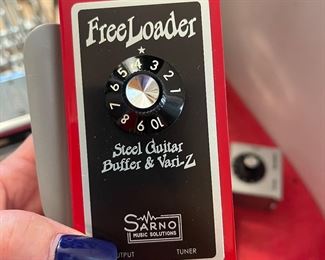 FreeLoader
5 4 3 2 1
6 7 8 9 10
Steel Guitar
Buffer & Vari-Z
SARNO
MUSIC SOLUTIONS
OUTPUT TUNER